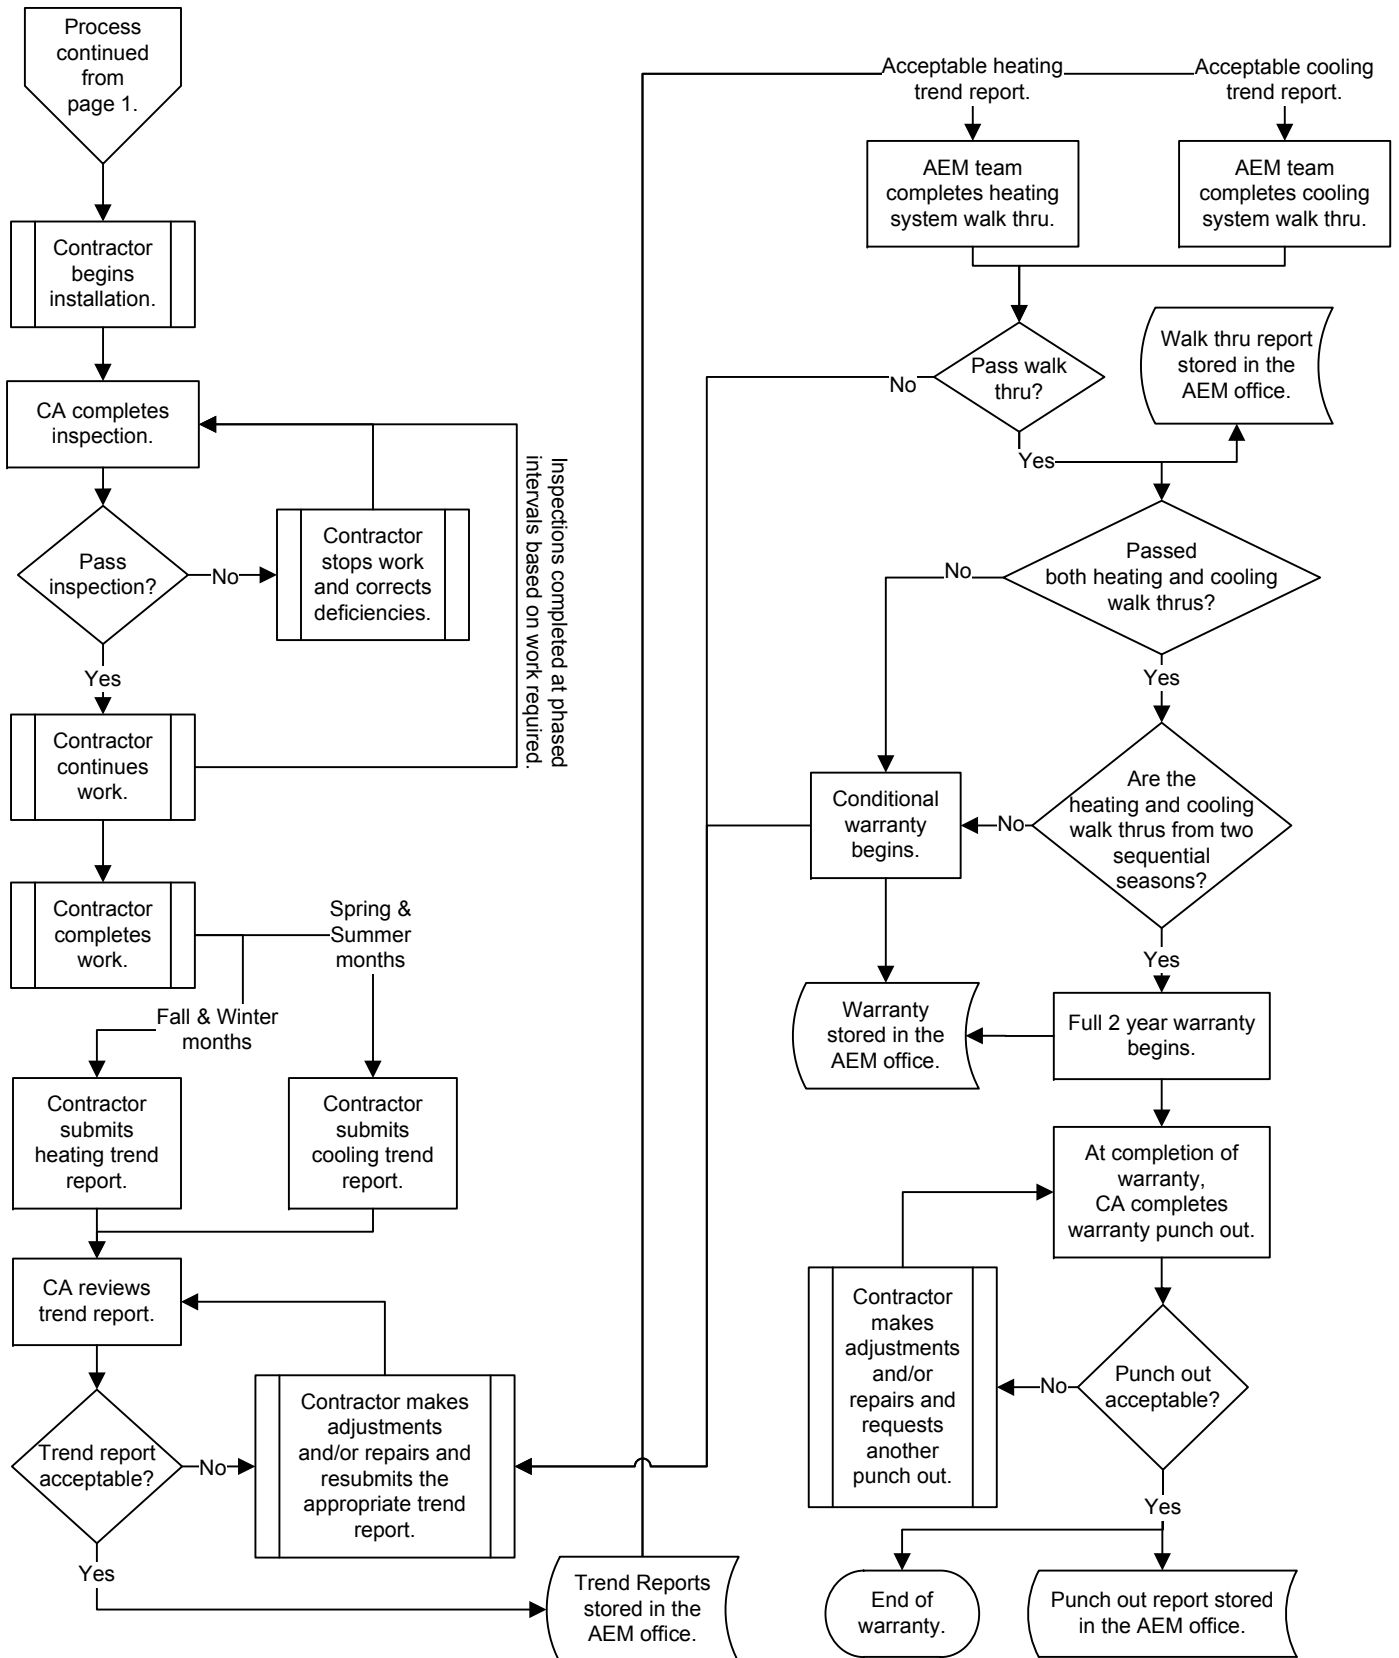 Process
continued
from
page 1.
Contractor
begins
installation.
CA completes
inspection.
Pass
inspection?
No
Contractor
stops work
and corrects
deficiencies.
Inspections completed at phased
intervals based on work required.
Yes
Contractor
continues
work.
Contractor
completes
work.
Spring &
Summer
months
Fall & Winter
months
Contractor
submits
heating trend
report.
Contractor
submits
cooling trend
report.
CA reviews
trend report.
Trend report
acceptable?
No
Contractor makes
adjustments
and/or repairs and
resubmits the
appropriate trend
report.
Yes
Trend Reports
stored in the
AEM office.
Acceptable heating
trend report.
Acceptable cooling
trend report.
AEM team
completes heating
system walk thru.
AEM team
completes cooling
system walk thru.
Pass walk
thru?
No
Walk thru report
stored in the
AEM office.
Yes
Passed
both heating and cooling
walk thrus?
No
Yes
Are the
heating and cooling
walk thrus from two
sequential
seasons?
No
Conditional
warranty
begins.
Yes
Warranty
stored in the
AEM office.
Full 2 year warranty
begins.
At completion of
warranty,
CA completes
warranty punch out.
Contractor
makes
adjustments
and/or
repairs and
requests
another
punch out.
No
Punch out
acceptable?
Yes
End of
warranty.
Punch out report stored
in the AEM office.